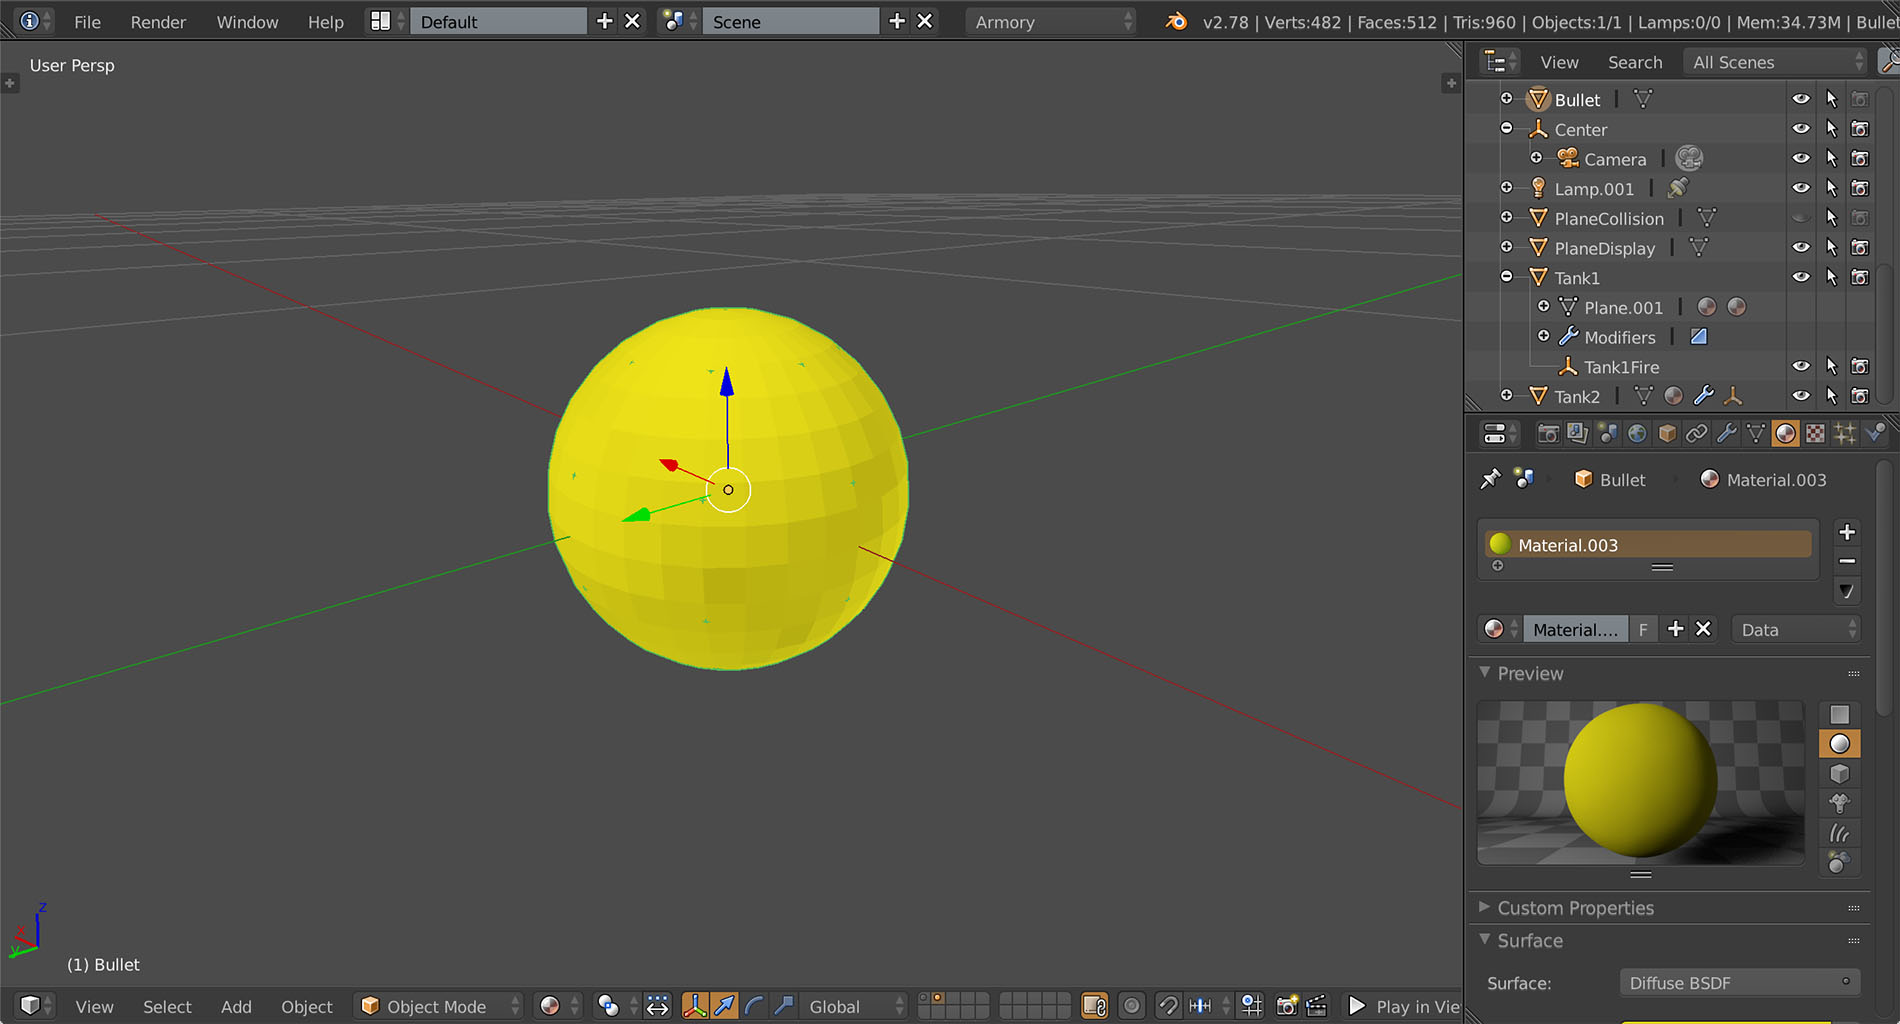 File Render Window Help Default Scene Armory v2.78 | Verts:482 | Faces:512 | Tris:960 | Objects:1/1 | Lamps:0/0 | Mem:34.73M | Bullet
User Persp
View Search All Scenes
Bullet
Center
Camera
Lamp.001
PlaneCollision
PlaneDisplay
Tank1
Plane.001
Modifiers
Tank1Fire
Tank2
Bullet Material.003
Material.003
Material.... F Data
Preview
Custom Properties
Surface
Surface: Diffuse BSDF
z
x
y
(1) Bullet
View Select Add Object Object Mode Global Play in Vie